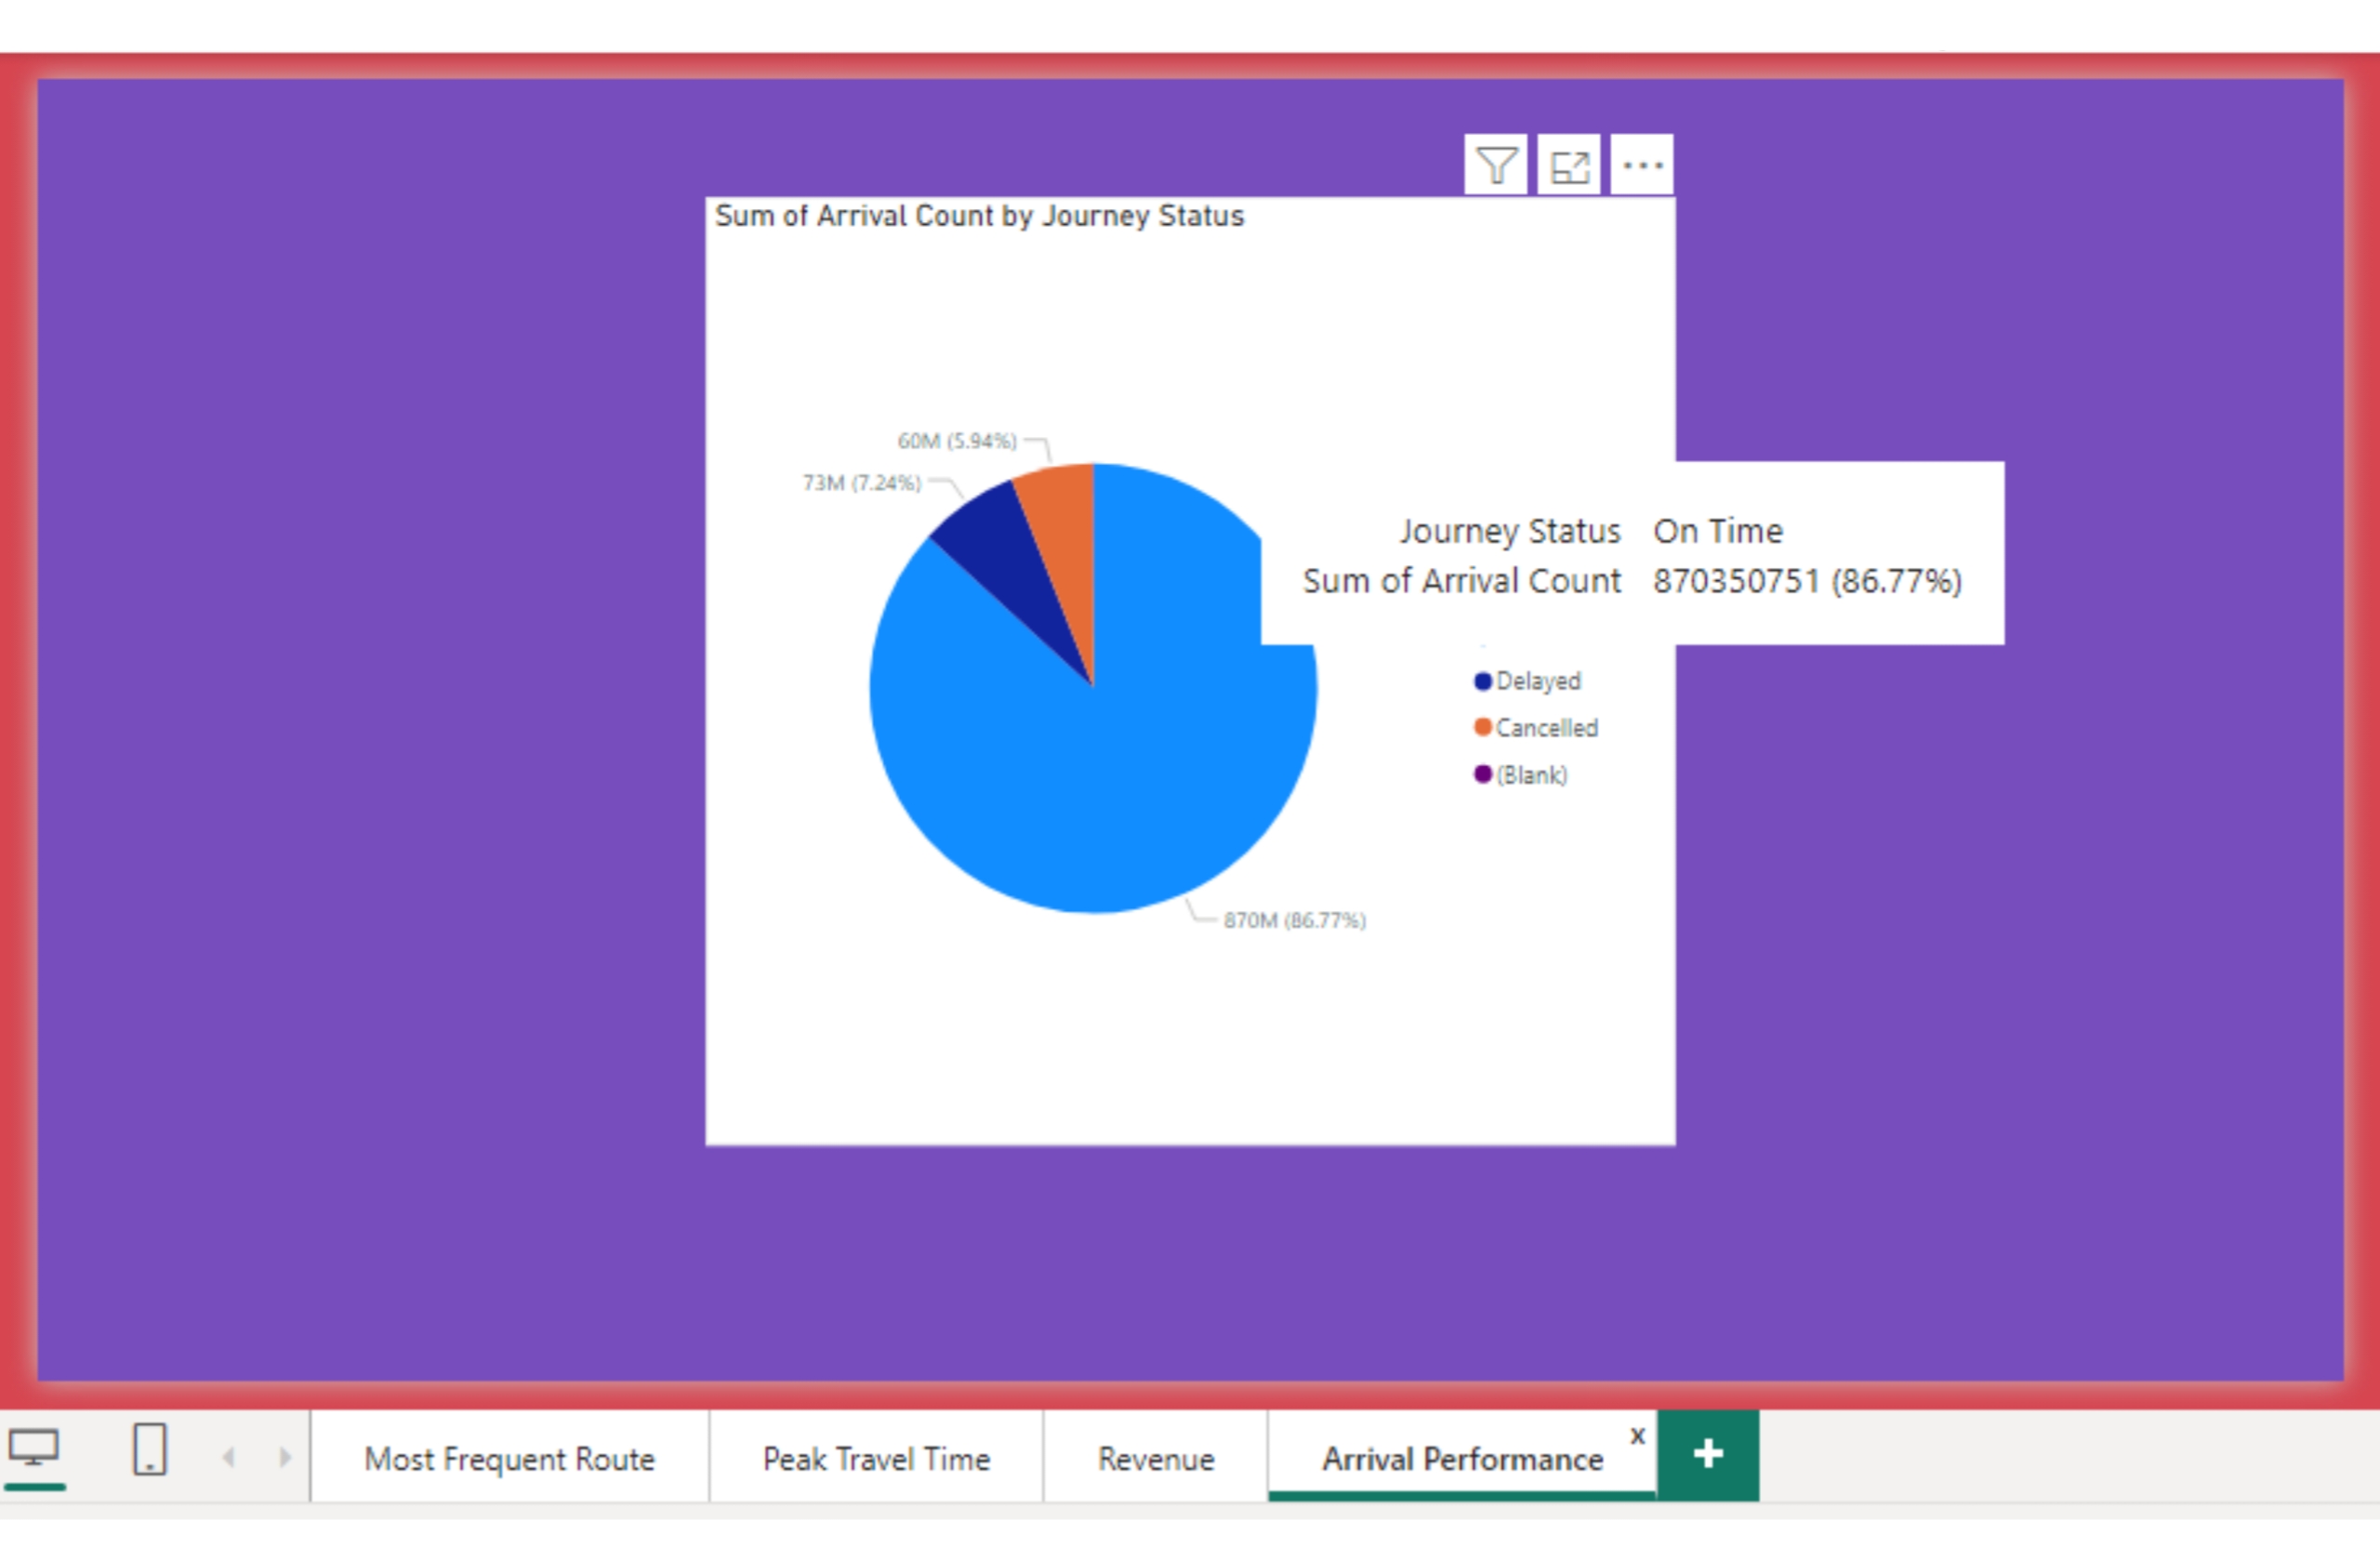 Sum of Arrival Count by Journey Status
60M (5.94%)
73M (7.24%)
Journey Status On Time
Sum of Arrival Count 870350751 (86.77%)
Delayed
Cancelled
(Blank)
870M (86.77%)
Most Frequent Route
Peak Travel Time
Revenue
Arrival Performance
x